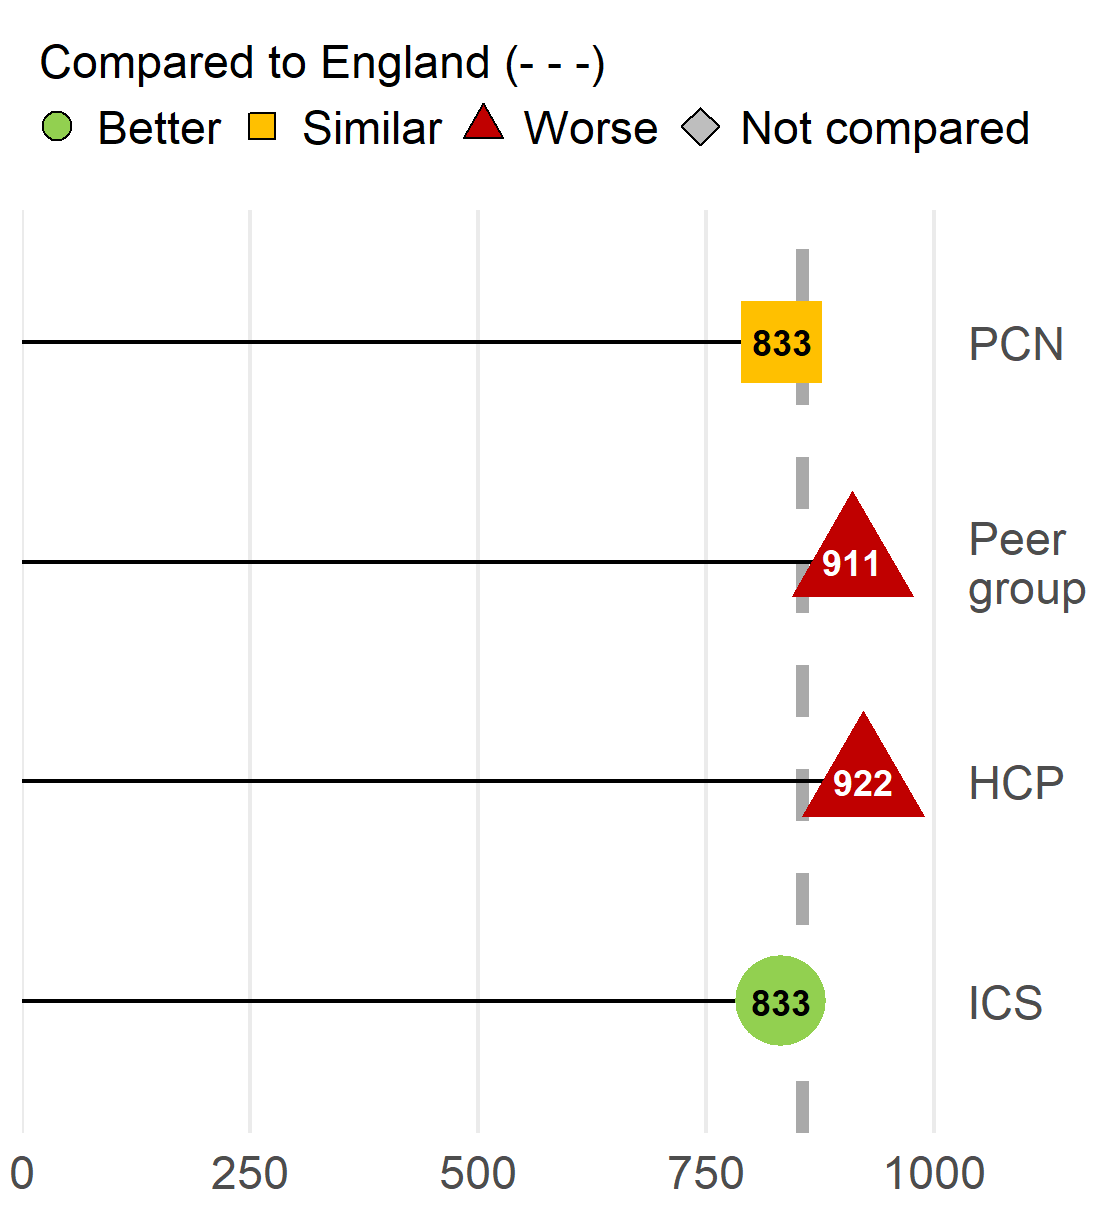 Compared to England (- - -)
Better Similar Worse Not compared
833 PCN
911 Peer group
922 HCP
833 ICS
0 250 500 750 1000